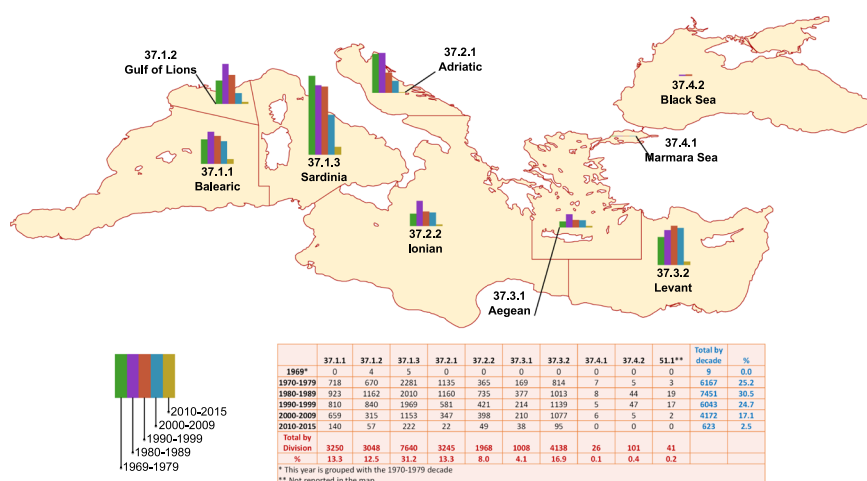 37.1.2
Gulf of Lions
37.2.1
Adriatic
37.4.2
Black Sea
37.4.1
Marmara Sea
37.1.1
Balearic
37.1.3
Sardinia
37.2.2
Ionian
37.3.2
Levant
37.3.1
Aegean
2010-2015
2000-2009
1990-1999
1980-1989
1969-1979
37.1.1 37.1.2 37.1.3 37.2.1 37.2.2 37.3.1 37.3.2 37.4.1 37.4.2 51.1** Total by decade %
1969* 0 4 5 0 0 0 0 0 0 0 9 0.0
1970-1979 718 670 2281 1135 365 169 814 7 5 3 6167 25.2
1980-1989 923 1162 2010 1160 735 377 1013 8 44 19 7451 30.5
1990-1999 810 840 1969 581 421 214 1139 5 47 17 6043 24.7
2000-2009 659 315 1153 347 398 210 1077 6 5 2 4172 17.1
2010-2015 140 57 222 22 49 38 95 0 0 0 623 2.5
Total by
Division 3250 3048 7640 3245 1968 1008 4138 26 101 41
% 13.3 12.5 31.2 13.3 8.0 4.1 16.9 0.1 0.4 0.2
* This year is grouped with the 1970-1979 decade
** Not reported in the map